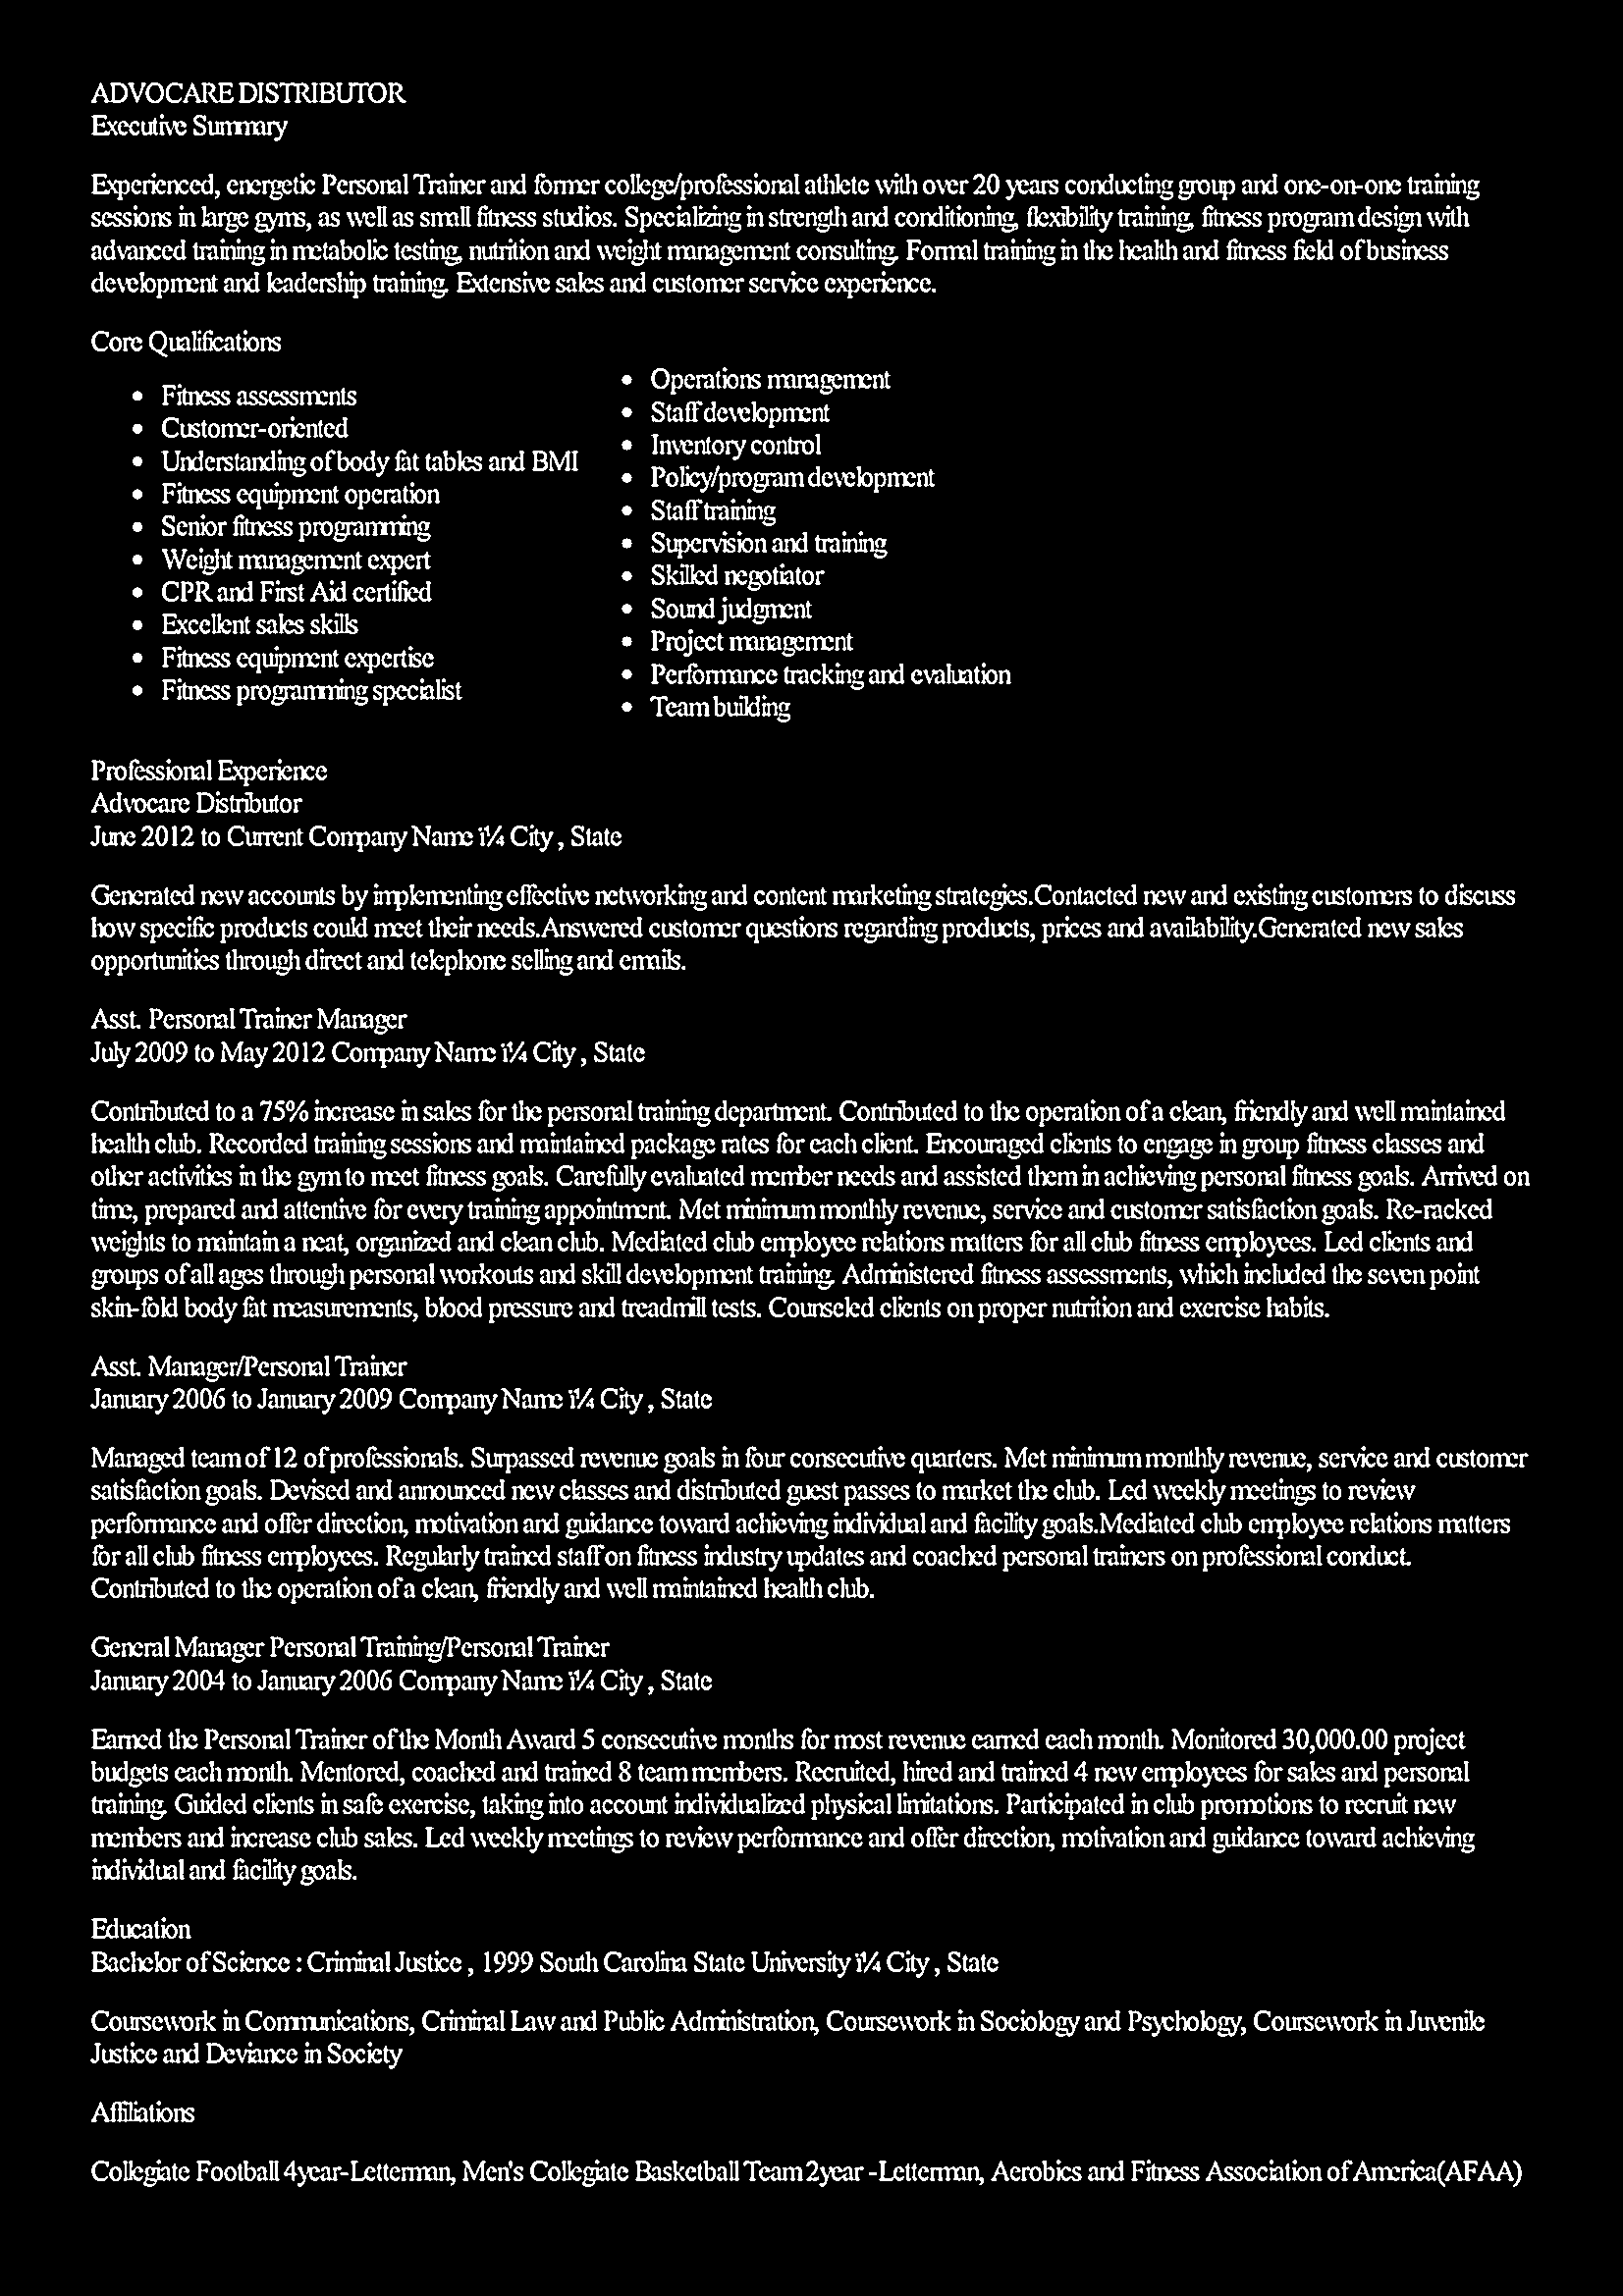 ADVOCARE DISTRIBUTOR
Executive Summary
Experienced, energetic Personal Trainer and former college/professional athlete with over 20 years conducting group and one-on-one training
sessions in large gyms, as well as small fitness studios. Specializing in strength and conditioning, flexibility training, fitness program design with
advanced training in metabolic testing, nutrition and weight management consulting. Formal training in the health and fitness field of business
development and leadership training. Extensive sales and customer service experience.
Core Qualifications
• Fitness assessments
• Customer-oriented
• Understanding of body fat tables and BMI
• Fitness equipment operation
• Senior fitness programming
• Weight management expert
• CPR and First Aid certified
• Excellent sales skills
• Fitness equipment expertise
• Fitness programming specialist
• Operations management
• Staff development
• Inventory control
• Policy/program development
• Staff training
• Supervision and training
• Skilled negotiator
• Sound judgment
• Project management
• Performance tracking and evaluation
• Team building
Professional Experience
Advocare Distributor
June 2012 to Current Company Name ï¼ City , State
Generated new accounts by implementing effective networking and content marketing strategies.Contacted new and existing customers to discuss
how specific products could meet their needs.Answered customer questions regarding products, prices and availability.Generated new sales
opportunities through direct and telephone selling and emails.
Asst. Personal Trainer Manager
July 2009 to May 2012 Company Name ï¼ City , State
Contributed to a 75% increase in sales for the personal training department. Contributed to the operation of a clean, friendly and well maintained
health club. Recorded training sessions and maintained package rates for each client. Encouraged clients to engage in group fitness classes and
other activities in the gym to meet fitness goals. Carefully evaluated member needs and assisted them in achieving personal fitness goals. Arrived on
time, prepared and attentive for every training appointment. Met minimum monthly revenue, service and customer satisfaction goals. Re-racked
weights to maintain a neat, organized and clean club. Mediated club employee relations matters for all club fitness employees. Led clients and
groups of all ages through personal workouts and skill development training. Administered fitness assessments, which included the seven point
skin-fold body fat measurements, blood pressure and treadmill tests. Counseled clients on proper nutrition and exercise habits.
Asst. Manager/Personal Trainer
January 2006 to January 2009 Company Name ï¼ City , State
Managed team of 12 of professionals. Surpassed revenue goals in four consecutive quarters. Met minimum monthly revenue, service and customer
satisfaction goals. Devised and announced new classes and distributed guest passes to market the club. Led weekly meetings to review
performance and offer direction, motivation and guidance toward achieving individual and facility goals.Mediated club employee relations matters
for all club fitness employees. Regularly trained staff on fitness industry updates and coached personal trainers on professional conduct.
Contributed to the operation of a clean, friendly and well maintained health club.
General Manager Personal Training/Personal Trainer
January 2004 to January 2006 Company Name ï¼ City , State
Earned the Personal Trainer of the Month Award 5 consecutive months for most revenue earned each month. Monitored 30,000.00 project
budgets each month. Mentored, coached and trained 8 team members. Recruited, hired and trained 4 new employees for sales and personal
training. Guided clients in safe exercise, taking into account individualized physical limitations. Participated in club promotions to recruit new
members and increase club sales. Led weekly meetings to review performance and offer direction, motivation and guidance toward achieving
individual and facility goals.
Education
Bachelor of Science : Criminal Justice , 1999 South Carolina State University ï¼ City , State
Coursework in Communications, Criminal Law and Public Administration, Coursework in Sociology and Psychology, Coursework in Juvenile
Justice and Deviance in Society
Affiliations
Collegiate Football 4year-Letterman, Men's Collegiate Basketball Team 2year -Letterman, Aerobics and Fitness Association of America(AFAA)